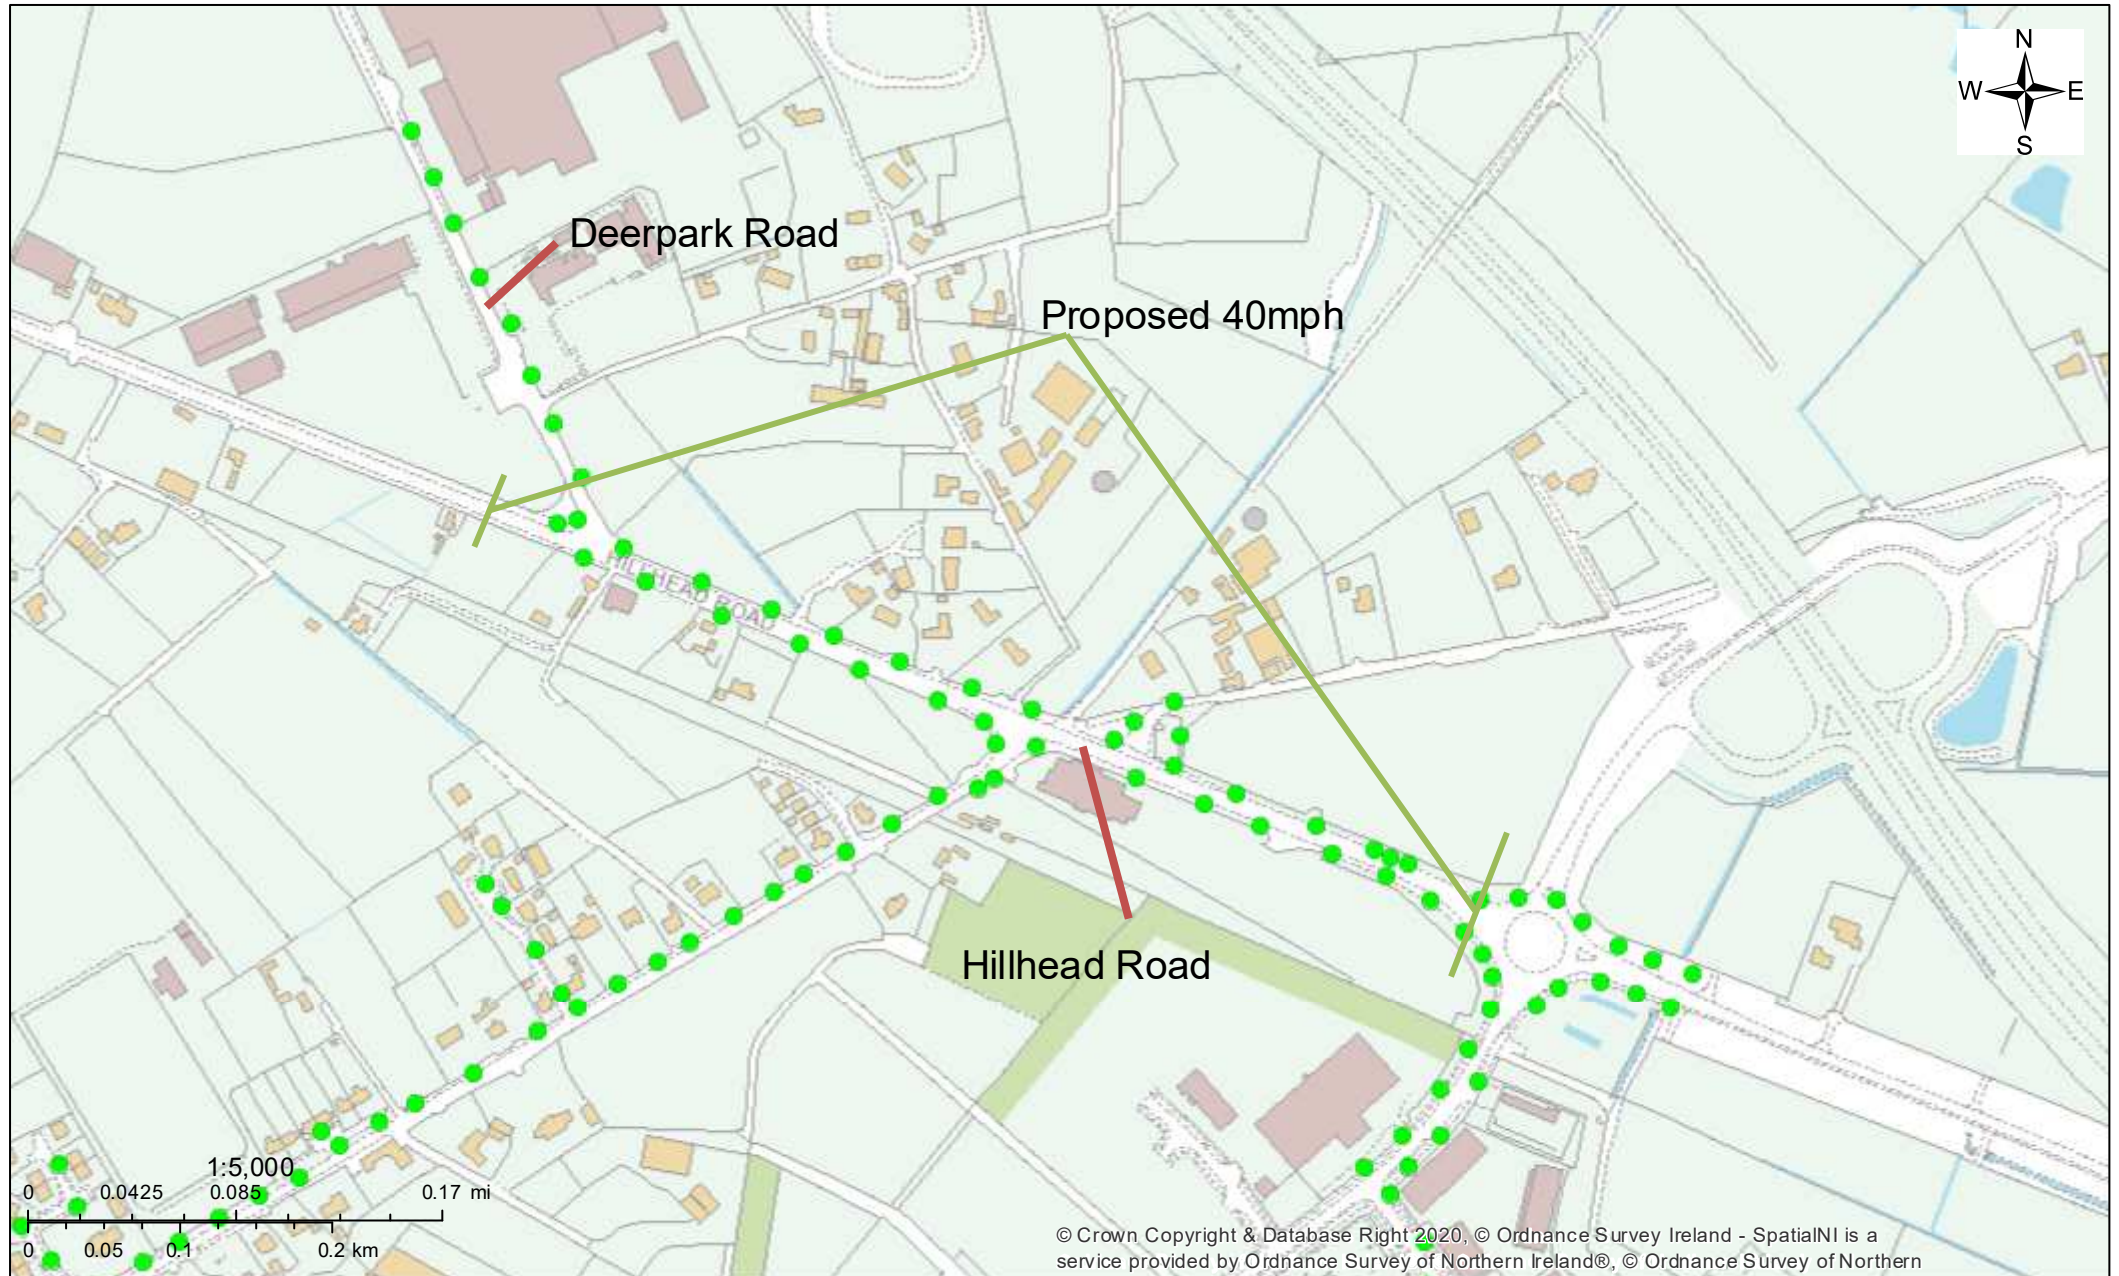 N
W E
S
Deerpark Road
Proposed 40mph
HILLHEAD ROAD
Hillhead Road
1:5,000
0 0.0425 0.085 0.17 mi
0 0.05 0.1 0.2 km
© Crown Copyright & Database Right 2020, © Ordnance Survey Ireland - SpatialNI is a
service provided by Ordnance Survey of Northern Ireland®, © Ordnance Survey of Northern